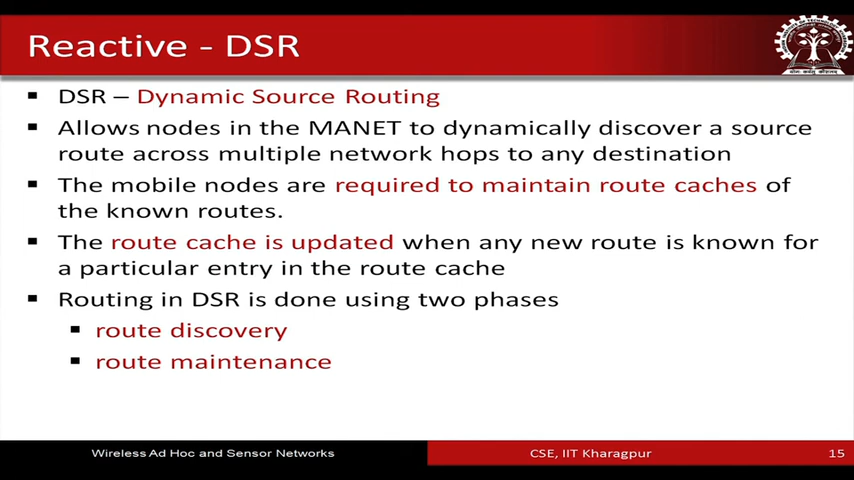 Reactive - DSR
▪ DSR – Dynamic Source Routing
▪ Allows nodes in the MANET to dynamically discover a source
route across multiple network hops to any destination
▪ The mobile nodes are required to maintain route caches of
the known routes.
▪ The route cache is updated when any new route is known for
a particular entry in the route cache
▪ Routing in DSR is done using two phases
▪ route discovery
▪ route maintenance
Wireless Ad Hoc and Sensor Networks
CSE, IIT Kharagpur
15